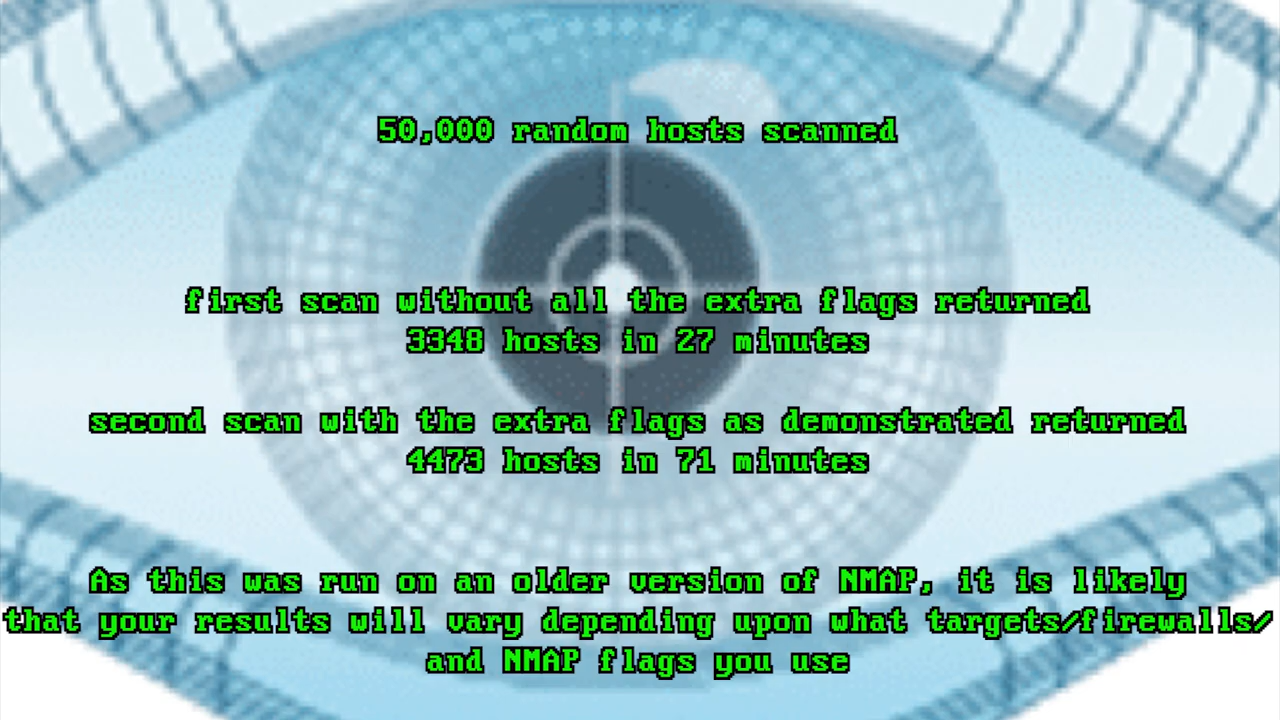 50,000 random hosts scanned
first scan without all the extra flags returned
3348 hosts in 27 minutes
second scan with the extra flags as demonstrated returned
4473 hosts in 71 minutes
As this was run on an older version of NMAP, it is likely
that your results will vary depending upon what targets/firewalls/
and NMAP flags you use